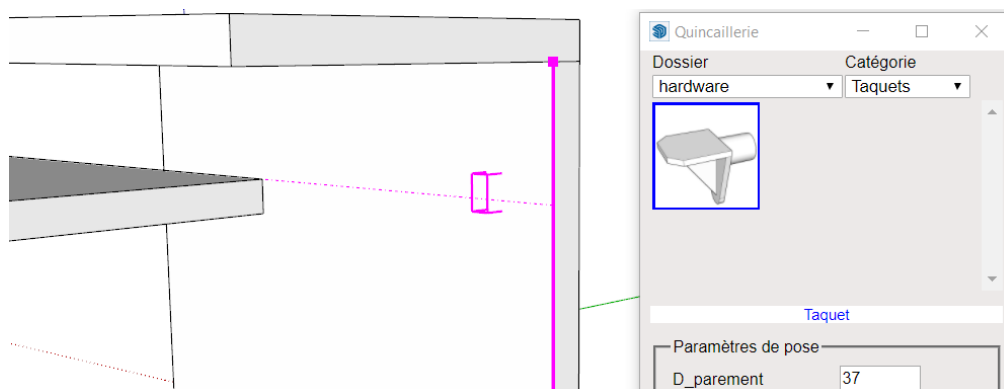 Quincaillerie
Dossier
Catégorie
hardware
Taquets
Taquet
Paramètres de pose
D_parement
37